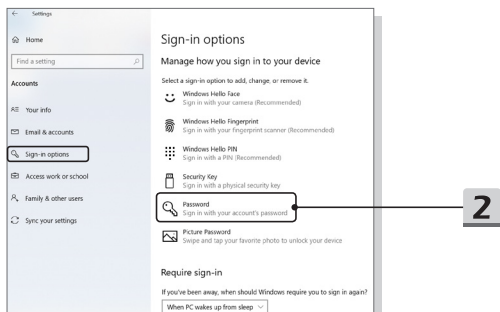 ← Settings
Home
Find a setting
Accounts
Your info
Email & accounts
Sign-in options
Access work or school
Family & other users
Sync your settings
Sign-in options
Manage how you sign in to your device
Select a sign-in option to add, change, or remove it.
Windows Hello Face
Sign in with your camera (Recommended)
Windows Hello Fingerprint
Sign in with your fingerprint scanner (Recommended)
Windows Hello PIN
Sign in with a PIN (Recommended)
Security Key
Sign in with a physical security key
Password
Sign in with your account's password
Picture Password
Swipe and tap your favorite photo to unlock your device
Require sign-in
If you've been away, when should Windows require you to sign in again?
When PC wakes up from sleep
2